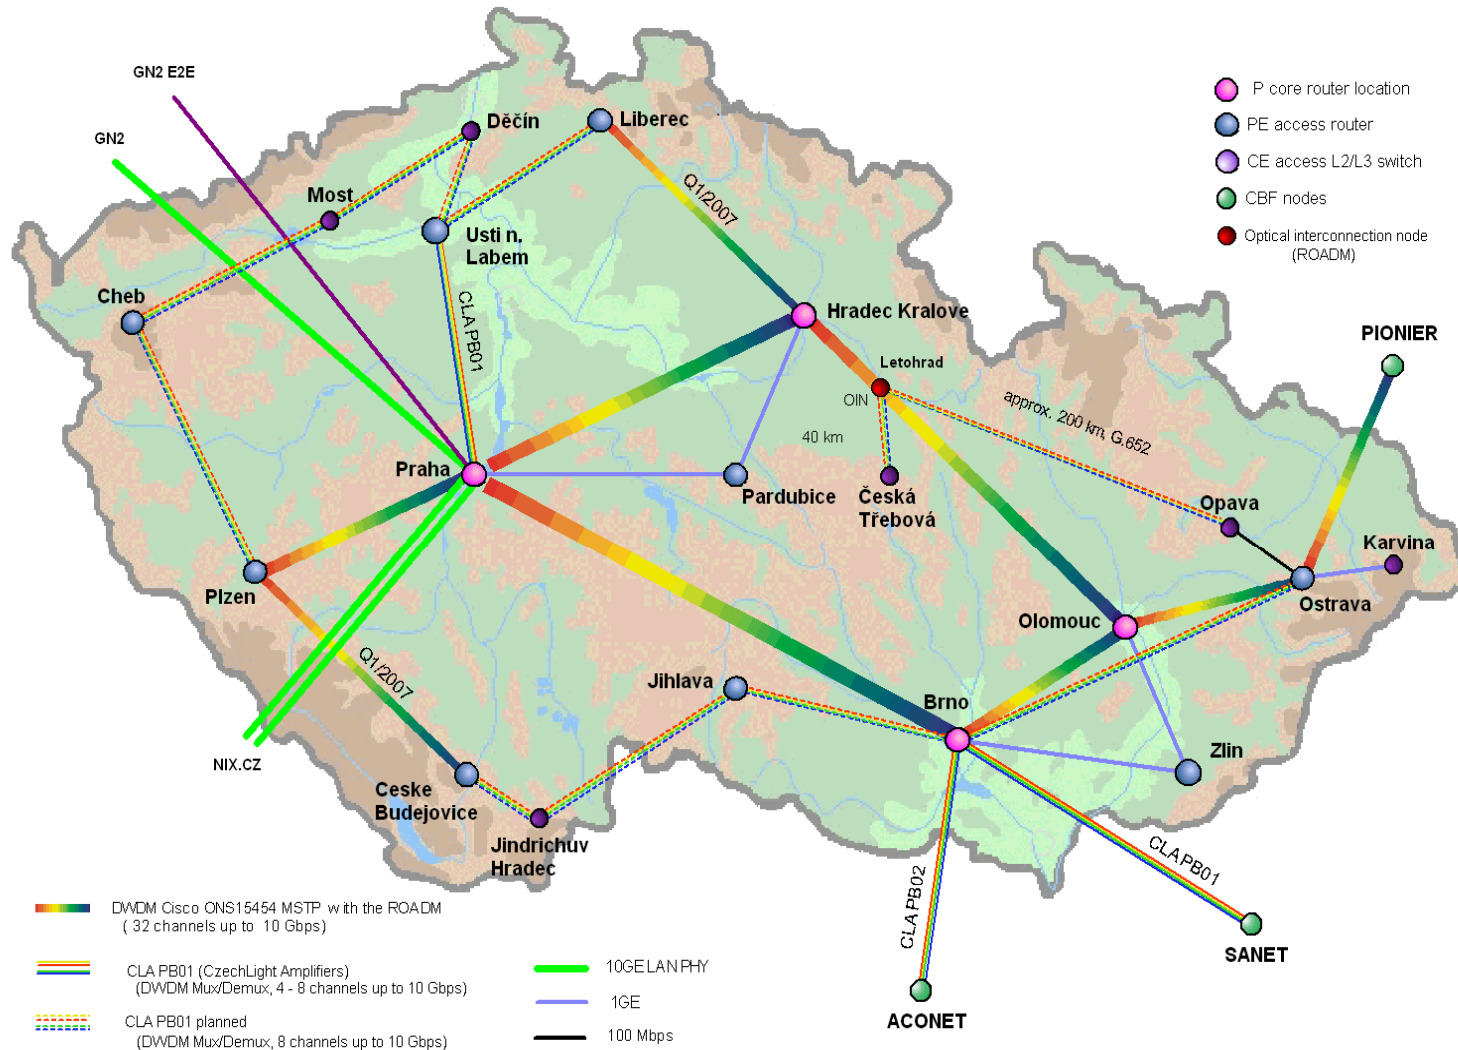 GN2 E2E
GN2
Děčín
Liberec
Most
Usti n.
Labem
Cheb
Q1/2007
CLA PB01
Hradec Kralove
Letohrad
OIN
40 km
approx. 200 km, G.652
PIONIER
Praha
Pardubice
Česká
Třebová
Opava
Karvina
Ostrava
Plzen
Olomouc
Q1/2007
Jihlava
Brno
Zlin
NIX.CZ
Ceske
Budejovice
Jindrichuv
Hradec
CLA PB02
CLA PB01
SANET
ACONET
P core router location
PE access router
CE access L2/L3 switch
CBF nodes
Optical interconnection node
(ROADM)
DWDM Cisco ONS15454 MSTP with the ROADM
( 32 channels up to 10 Gbps)
CLA PB01 (CzechLight Amplifiers)
(DWDM Mux/Demux, 4 - 8 channels up to 10 Gbps)
CLA PB01 planned
(DWDM Mux/Demux, 8 channels up to 10 Gbps)
10GE LAN PHY
1GE
100 Mbps